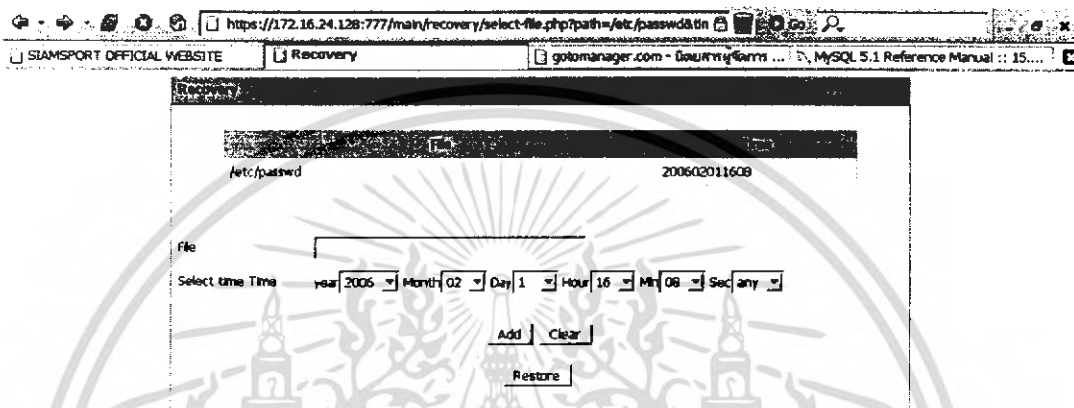 https://172.16.24.128:777/main/recovery/select-file.php?path=/etc/passwd&tin
Go
SIAMSPORT OFFICIAL WEBSITE
Recovery
gotomanager.com -
MySQL 5.1 Reference Manual :: 15....
Recovery
File
/etc/passwd
200602011608
File
Select time Time
year 2006 Month 02 Day 1 Hour 16 Min 08 Sec any
Add Clear
Restore